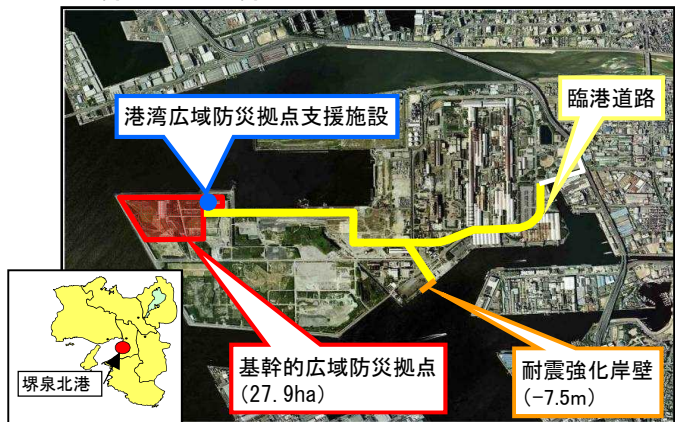 港湾広域防災拠点支援施設
臨港道路
堺泉北港
基幹的広域防災拠点
(27.9ha)
耐震強化岸壁
(-7.5m)